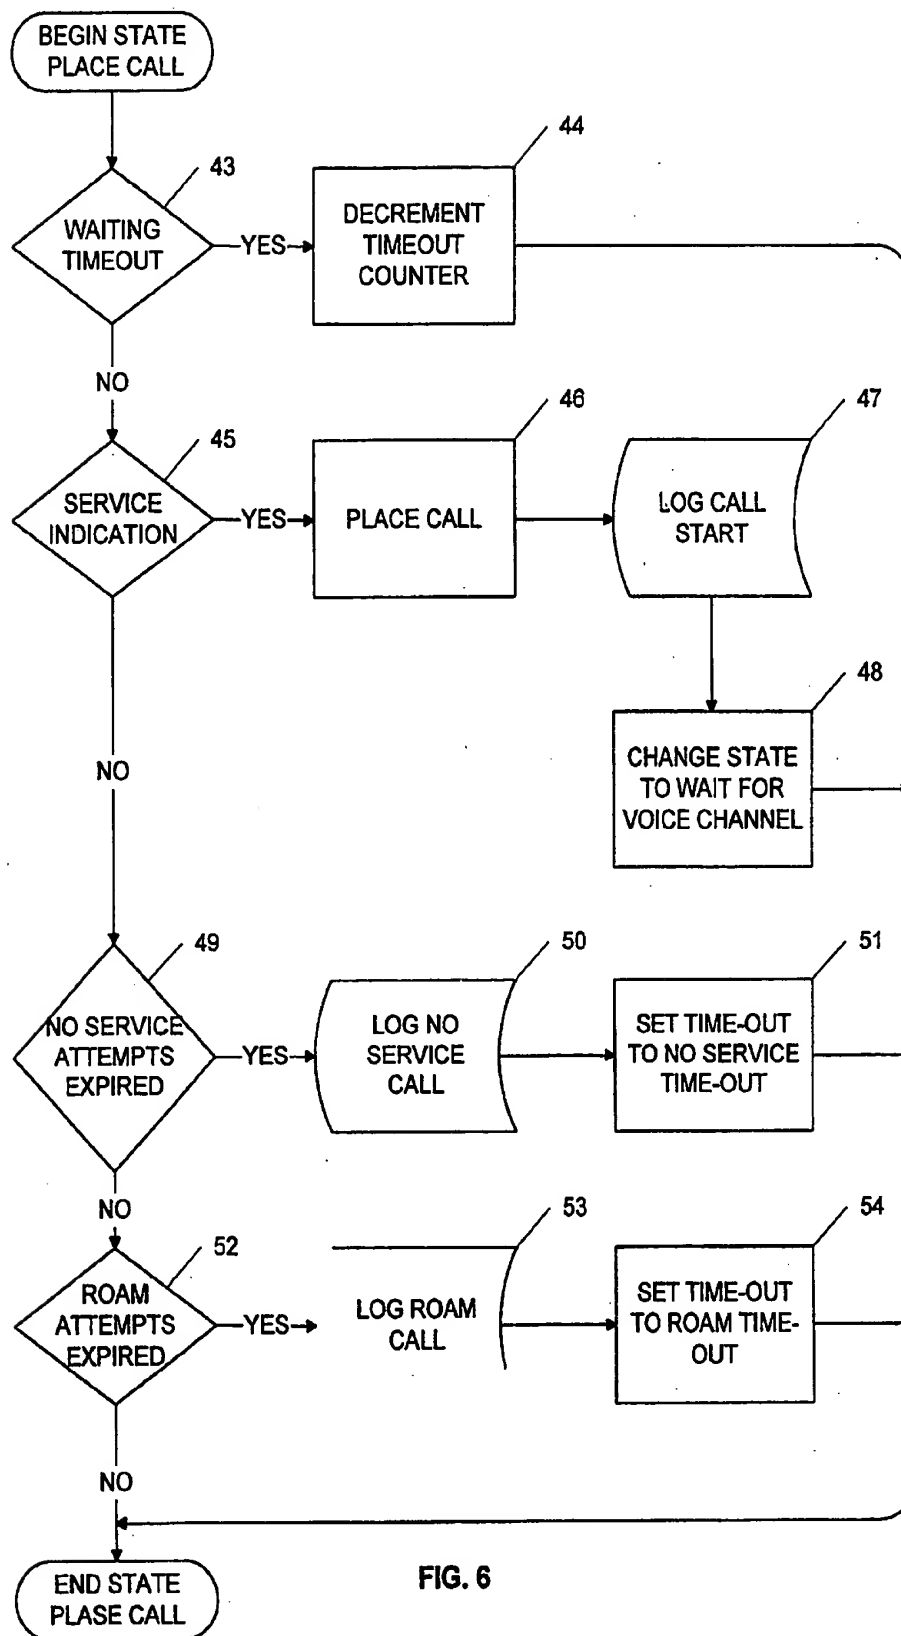 BEGIN STATE
PLACE CALL
43
WAITING
TIMEOUT
YES
44
DECREMENT
TIMEOUT
COUNTER
NO
45
SERVICE
INDICATION
YES
46
PLACE CALL
47
LOG CALL
START
48
CHANGE STATE
TO WAIT FOR
VOICE CHANNEL
NO
49
NO SERVICE
ATTEMPTS
EXPIRED
YES
50
LOG NO
SERVICE
CALL
51
SET TIME-OUT
TO NO SERVICE
TIME-OUT
NO
52
ROAM
ATTEMPTS
EXPIRED
YES
53
LOG ROAM
CALL
54
SET TIME-OUT
TO ROAM TIME-
OUT
NO
END STATE
PLASE CALL
FIG. 6